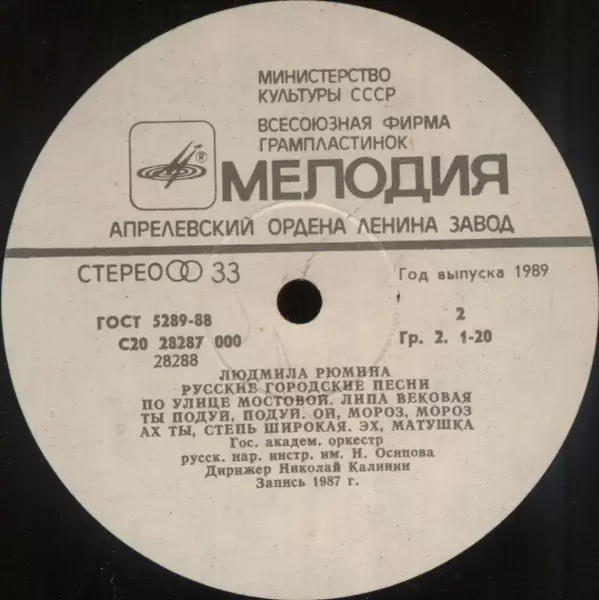 МИНИСТЕРСТВО
КУЛЬТУРЫ СССР
ВСЕСОЮЗНАЯ ФИРМА
ГРАМПЛАСТИНОК
®
МЕЛОДИЯ
АПРЕЛЕВСКИЙ ОРДЕНА ЛЕНИНА ЗАВОД
СТЕРЕО 33
Год выпуска 1989
ГОСТ 5289-88
2
С20 28287 000
Гр. 2. 1-20
28288
ЛЮДМИЛА РЮМИНА
РУССКИЕ ГОРОДСКИЕ ПЕСНИ
ПО УЛИЦЕ МОСТОВОЙ. ЛИПА ВЕКОВАЯ
ТЫ ПОДУЙ, ПОДУЙ. ОЙ, МОРОЗ, МОРОЗ
АХ ТЫ, СТЕПЬ ШИРОКАЯ. ЭХ, МАТУШКА
Гос. академ. оркестр
русск. нар. инстр. им. Н. Осипова
Дирижер Николай Калинин
Запись 1987 г.